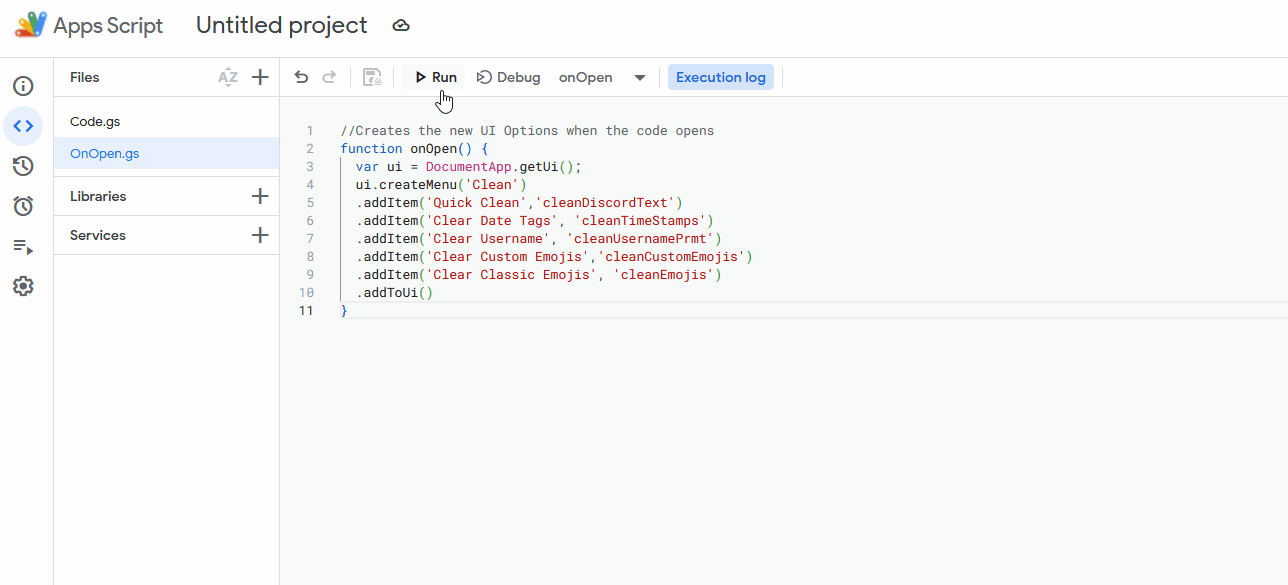 Apps Script Untitled project
Files AZ Run Debug onOpen Execution log
Code.gs
OnOpen.gs
Libraries
Services
1 //Creates the new UI Options when the code opens
2 function onOpen() {
3 var ui = DocumentApp.getUi();
4 ui.createMenu('Clean')
5 .addItem('Quick Clean','cleanDiscordText')
6 .addItem('Clear Date Tags', 'cleanTimeStamps')
7 .addItem('Clear Username', 'cleanUsernamePrmt')
8 .addItem('Clear Custom Emojis','cleanCustomEmojis')
9 .addItem('Clear Classic Emojis', 'cleanEmojis')
10 .addToUi()
11 }